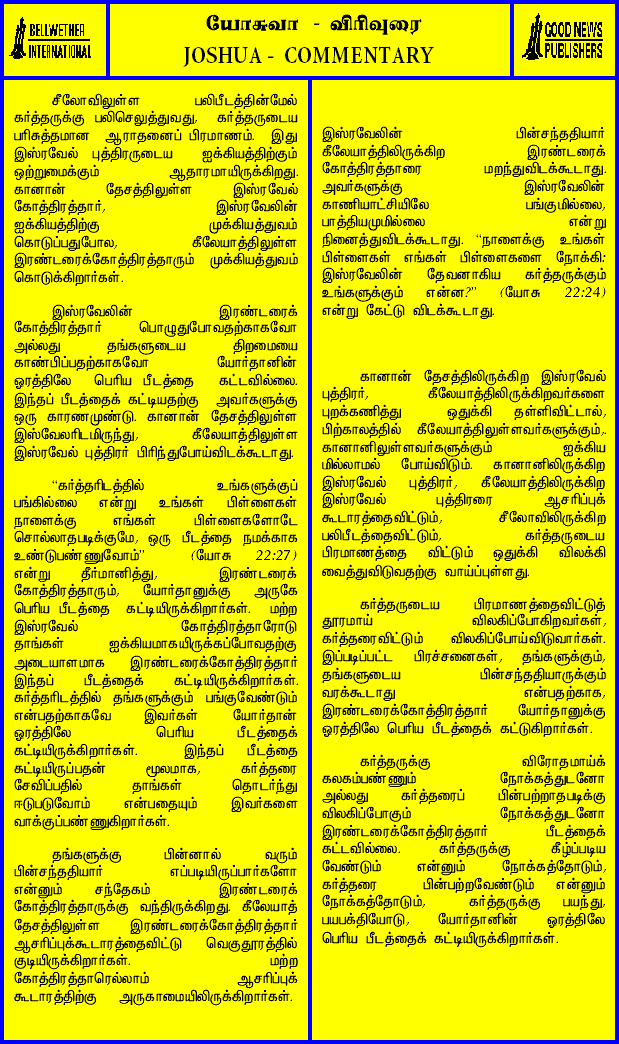 BELLWETHER
INTERNATIONAL
யோசுவா - விரிவுரை
JOSHUA - COMMENTARY
GOOD NEWS
PUBLISHERS
சீலோவிலுள்ள பலிபீடத்தின்மேல்
கர்த்தருக்கு பலிசெலுத்துவது, கர்த்தருடைய
பரிசுத்தமான ஆராதனைப் பிரமாணம். இது
இஸ்ரவேல் புத்திரருடைய ஐக்கியத்திற்கும்
ஒற்றுமைக்கும் ஆதாரமாயிருக்கிறது.
கானான் தேசத்திலுள்ள இஸ்ரவேல்
கோத்திரத்தார், இஸ்ரவேலின்
ஐக்கியத்திற்கு முக்கியத்துவம்
கொடுப்பதுபோல, கீலேயாத்திலுள்ள
இரண்டரைக்கோத்திரத்தாரும் முக்கியத்துவம்
கொடுக்கிறார்கள்.
இஸ்ரவேலின் இரண்டரைக்
கோத்திரத்தார் பொழுதுபோவதற்காகவோ
அல்லது தங்களுடைய திறமையை
காண்பிப்பதற்காகவோ யோர்தானின்
ஓரத்திலே பெரிய பீடத்தை கட்டவில்லை.
இந்தப் பீடத்தைக் கட்டியதற்கு அவர்களுக்கு
ஒரு காரணமுண்டு. கானான் தேசத்திலுள்ள
இஸ்வேலரிடமிருந்து, கீலேயாத்திலுள்ள
இஸ்ரவேல் புத்திரர் பிரிந்துபோய்விடக்கூடாது.
“கர்த்தரிடத்தில் உங்களுக்குப்
பங்கில்லை என்று உங்கள் பிள்ளைகள்
நாளைக்கு எங்கள் பிள்ளைகளோடே
சொல்லாதபடிக்குமே, ஒரு பீடத்தை நமக்காக
உண்டுபண்ணுவோம்” (யோசு 22:27)
என்று தீர்மானித்து, இரண்டரைக்
கோத்திரத்தாரும், யோர்தானுக்கு அருகே
பெரிய பீடத்தை கட்டியிருக்கிறார்கள். மற்ற
இஸ்ரவேல் கோத்திரத்தாரோடு
தாங்கள் ஐக்கியமாகயிருக்கப்போவதற்கு
அடையாளமாக இரண்டரைக்கோத்திரத்தார்
இந்தப் பீடத்தைக் கட்டியிருக்கிறார்கள்.
கர்த்தரிடத்தில் தங்களுக்கும் பங்குவேண்டும்
என்பதற்காகவே இவர்கள் யோர்தான்
ஓரத்திலே பெரிய பீடத்தைக்
கட்டியிருக்கிறார்கள். இந்தப் பீடத்தை
கட்டியிருப்பதன் மூலமாக, கர்த்தரை
சேவிப்பதில் தாங்கள் தொடர்ந்து
ஈடுபடுவோம் என்பதையும் இவர்களை
வாக்குப்பண்ணுகிறார்கள்.
தங்களுக்கு பின்னால் வரும்
பின்சந்ததியார் எப்படியிருப்பார்களோ
என்னும் சந்தேகம் இரண்டரைக்
கோத்திரத்தாருக்கு வந்திருக்கிறது. கீலேயாத்
தேசத்திலுள்ள இரண்டரைக்கோத்திரத்தார்
ஆசரிப்புக்கூடாரத்தைவிட்டு வெகுதூரத்தில்
குடியிருக்கிறார்கள். மற்ற
கோத்திரத்தாரெல்லாம் ஆசரிப்புக்
கூடாரத்திற்கு அருகாமையிலிருக்கிறார்கள்.
இஸ்ரவேலின் பின்சந்ததியார்
கீலேயாத்திலிருக்கிற இரண்டரைக்
கோத்திரத்தாரை மறந்துவிடக்கூடாது.
அவர்களுக்கு இஸ்ரவேலின்
காணியாட்சியிலே பங்குமில்லை,
பாத்தியமுமில்லை என்று
நினைத்துவிடக்கூடாது. “நாளைக்கு உங்கள்
பிள்ளைகள் எங்கள் பிள்ளைகளை நோக்கி:
இஸ்ரவேலின் தேவனாகிய கர்த்தருக்கும்
உங்களுக்கும் என்ன?” (யோசு 22:24)
என்று கேட்டு விடக்கூடாது.
கானான் தேசத்திலிருக்கிற இஸ்ரவேல்
புத்திரர், கீலேயாத்திலிருக்கிறவர்களை
புறக்கணித்து ஒதுக்கி தள்ளிவிட்டால்,
பிற்காலத்தில் கீலேயாத்திலுள்ளவர்களுக்கும்,.
கானானிலுள்ளவர்களுக்கும் ஐக்கிய
மில்லாமல் போய்விடும். கானானிலிருக்கிற
இஸ்ரவேல் புத்திரர், கீலேயாத்திலிருக்கிற
இஸ்ரவேல் புத்திரரை ஆசரிப்புக்
கூடாரத்தைவிட்டும், சீலோவிலிருக்கிற
பலிபீடத்தைவிட்டும், கர்த்தருடைய
பிரமாணத்தை விட்டும் ஒதுக்கி விலக்கி
வைத்துவிடுவதற்கு வாய்ப்புள்ளது.
கர்த்தருடைய பிரமாணத்தைவிட்டுத்
தூரமாய் விலகிப்போகிறவர்கள்,
கர்த்தரைவிட்டும் விலகிப்போய்விடுவார்கள்.
இப்படிப்பட்ட பிரச்சனைகள், தங்களுக்கும்,
தங்களுடைய பின்சந்ததியாருக்கும்
வரக்கூடாது என்பதற்காக,
இரண்டரைக்கோத்திரத்தார் யோர்தானுக்கு
ஓரத்திலே பெரிய பீடத்தைக் கட்டுகிறார்கள்.
கர்த்தருக்கு விரோதமாய்க்
கலகம்பண்ணும் நோக்கத்துடனோ
அல்லது கர்த்தரைப் பின்பற்றாதபடிக்கு
விலகிப்போகும் நோக்கத்துடனோ
இரண்டரைக்கோத்திரத்தார் பீடத்தைக்
கட்டவில்லை. கர்த்தருக்கு கீழ்ப்படிய
வேண்டும் என்னும் நோக்கத்தோடும்,
கர்த்தரை பின்பற்றவேண்டும் என்னும்
நோக்கத்தோடும், கர்த்தருக்கு பயந்து,
பயபக்தியோடு, யோர்தானின் ஓரத்திலே
பெரிய பீடத்தைக் கட்டியிருக்கிறார்கள்.